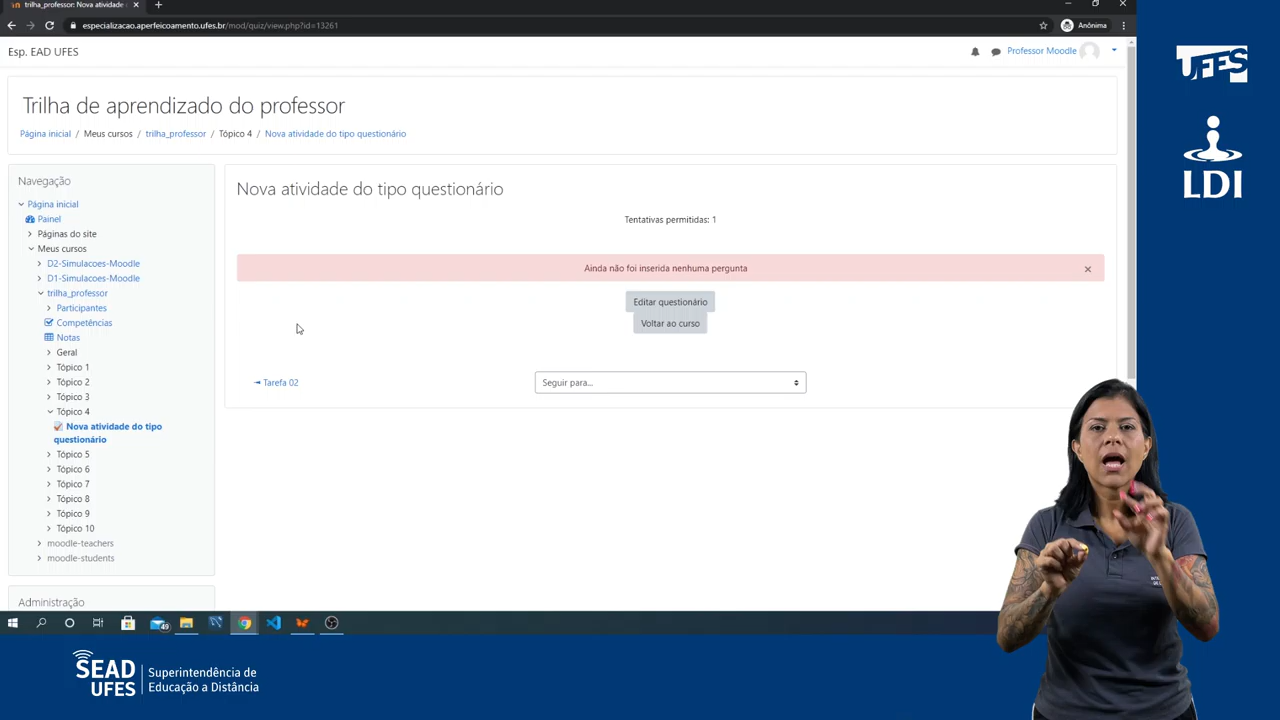 trilha_professor: Nova atividade
especializacao.aperfeicoamento.ufes.br/mod/quiz/view.php?id=13261
Anônima
Esp. EAD UFES
Professor Moodle
Trilha de aprendizado do professor
Página inicial / Meus cursos / trilha_professor / Tópico 4 / Nova atividade do tipo questionário
Navegação
Página inicial
Painel
Páginas do site
Meus cursos
D2-Simulacoes-Moodle
D1-Simulacoes-Moodle
trilha_professor
Participantes
Competências
Notas
Geral
Tópico 1
Tópico 2
Tópico 3
Tópico 4
Nova atividade do tipo
questionário
Tópico 5
Tópico 6
Tópico 7
Tópico 8
Tópico 9
Tópico 10
moodle-teachers
moodle-students
Administração
Nova atividade do tipo questionário
Tentativas permitidas: 1
Ainda não foi inserida nenhuma pergunta
×
Editar questionário
Voltar ao curso
◄ Tarefa 02
Seguir para...
49
UFES
LDI
SEAD
UFES
Superintendência de
Educação a Distância